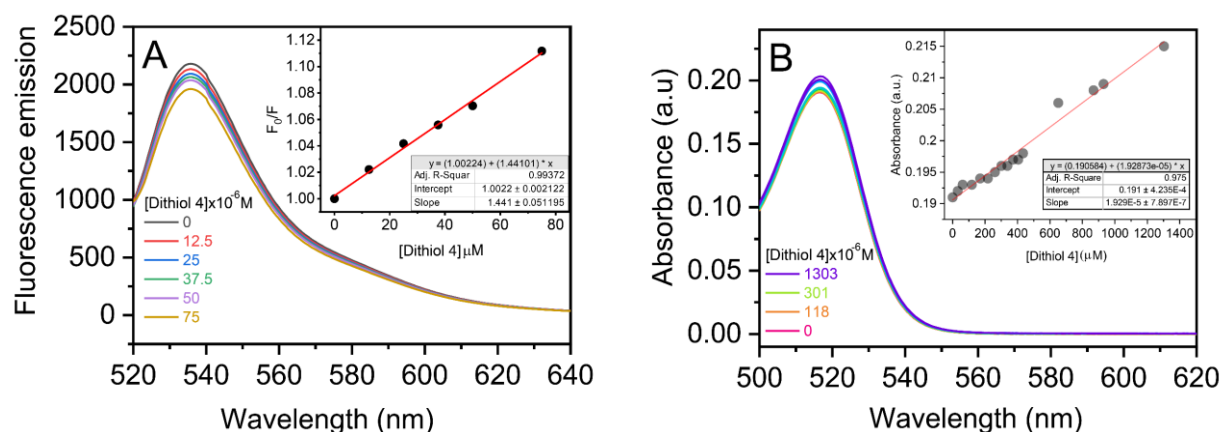 A
Fluorescence emission
2500
2000
1500
1000
500
0
520 540 560 580 600 620 640
Wavelength (nm)
[Dithiol 4]x10⁻⁶M
0
12.5
25
37.5
50
75
F₀/F
1.12
1.10
1.08
1.06
1.04
1.02
1.00
0 20 40 60 80
[Dithiol 4]μM
y = (1.00224) + (1.44101) * x
Adj. R-Squar 0.99372
Intercept 1.0022 ± 0.002122
Slope 1.441 ± 0.051195
B
Absorbance (a.u)
0.20
0.15
0.10
0.05
0.00
500 520 540 560 580 600 620
Wavelength (nm)
[Dithiol 4]x10⁻⁶M
1303
301
118
0
Absorbance (a.u.)
0.215
0.21
0.205
0.2
0.195
0.19
0 200 400 600 800 1000 1200 1400
[Dithiol 4](μM)
y = (0.190584) + (1.92873e-05) * x
Adj. R-Square 0.975
Intercept 0.191 ± 4.235E-4
Slope 1.929E-5 ± 7.897E-7